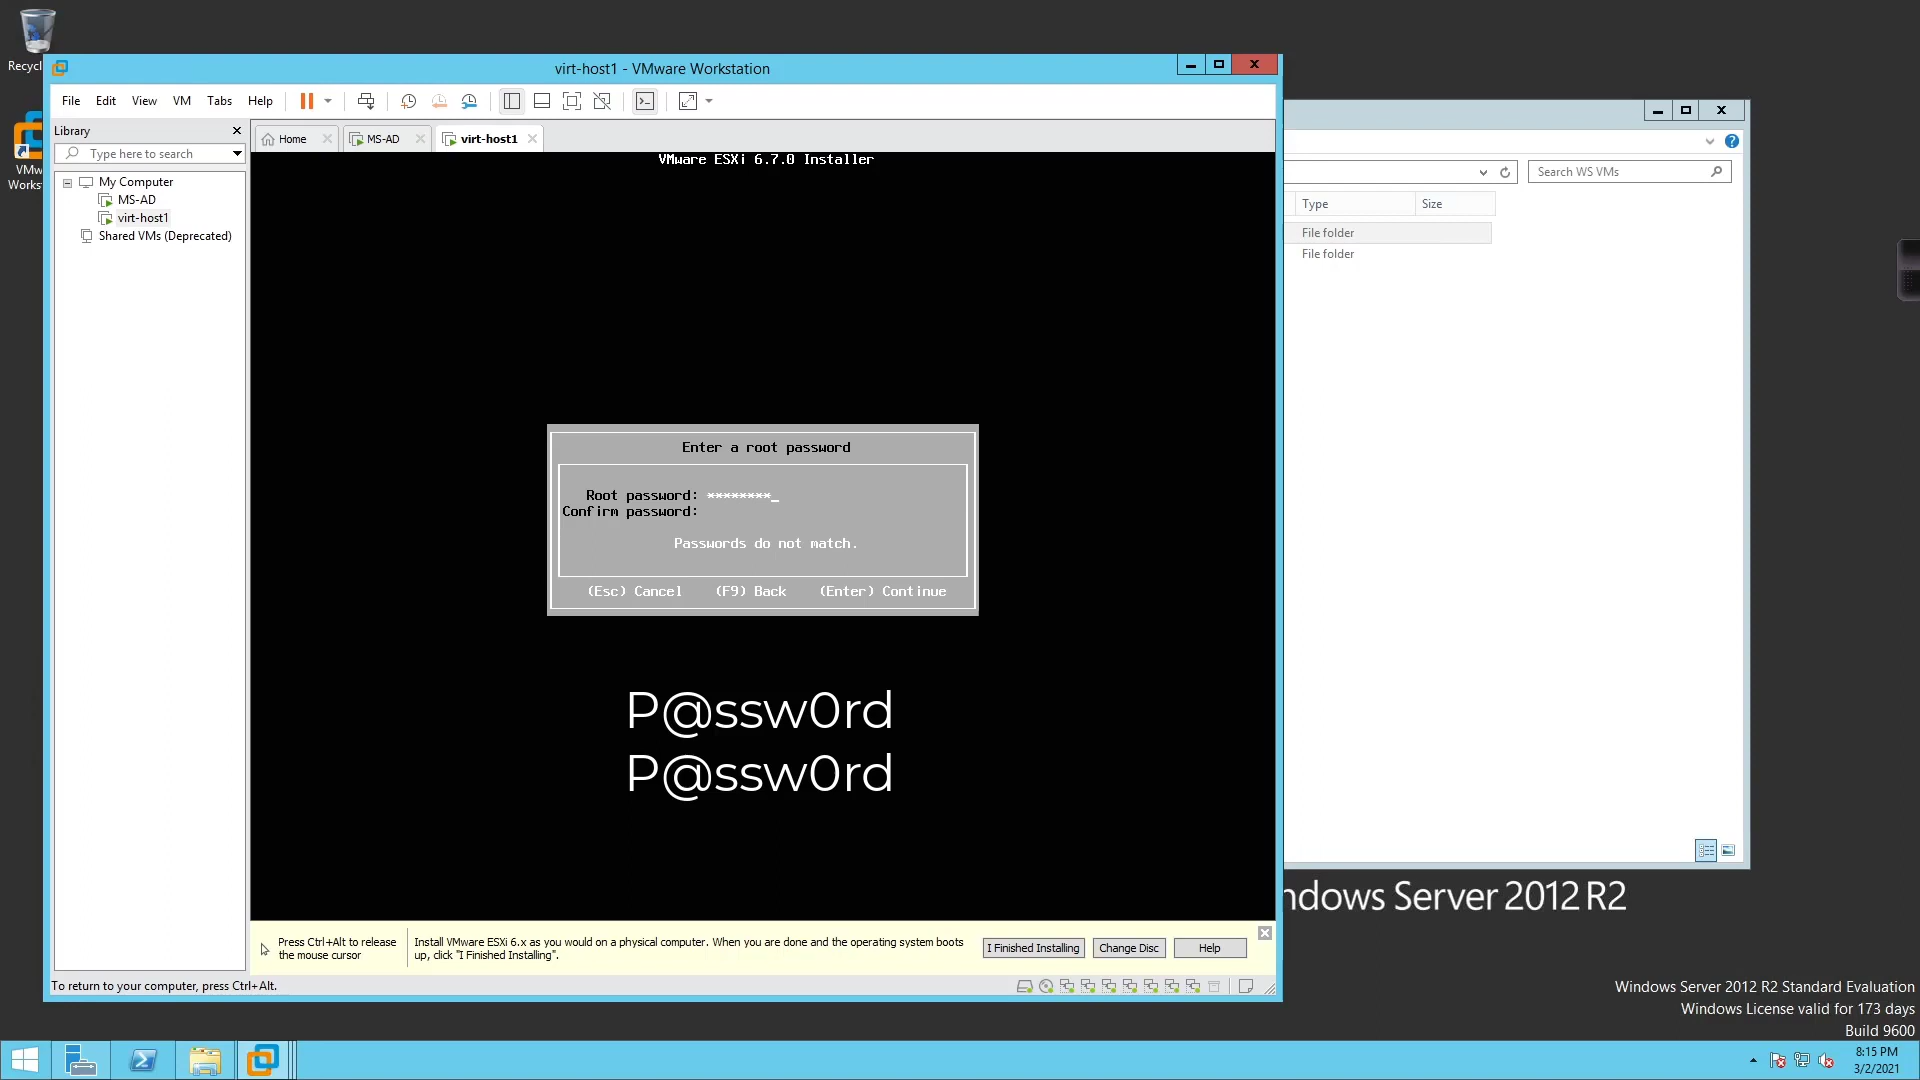 Recycl
VMw
Works
virt-host1 - VMware Workstation
File Edit View VM Tabs Help
Library
Type here to search
My Computer
MS-AD
virt-host1
Shared VMs (Deprecated)
Home
MS-AD
virt-host1
VMware ESXi 6.7.0 Installer
Enter a root password
Root password: ********_
Confirm password:
Passwords do not match.
(Esc) Cancel (F9) Back (Enter) Continue
P@ssw0rd
P@ssw0rd
Press Ctrl+Alt to release
the mouse cursor
Install VMware ESXi 6.x as you would on a physical computer. When you are done and the operating system boots
up, click "I Finished Installing".
I Finished Installing
Change Disc
Help
To return to your computer, press Ctrl+Alt.
Search WS VMs
Type Size
File folder
File folder
ndows Server 2012 R2
Windows Server 2012 R2 Standard Evaluation
Windows License valid for 173 days
Build 9600
8:15 PM
3/2/2021